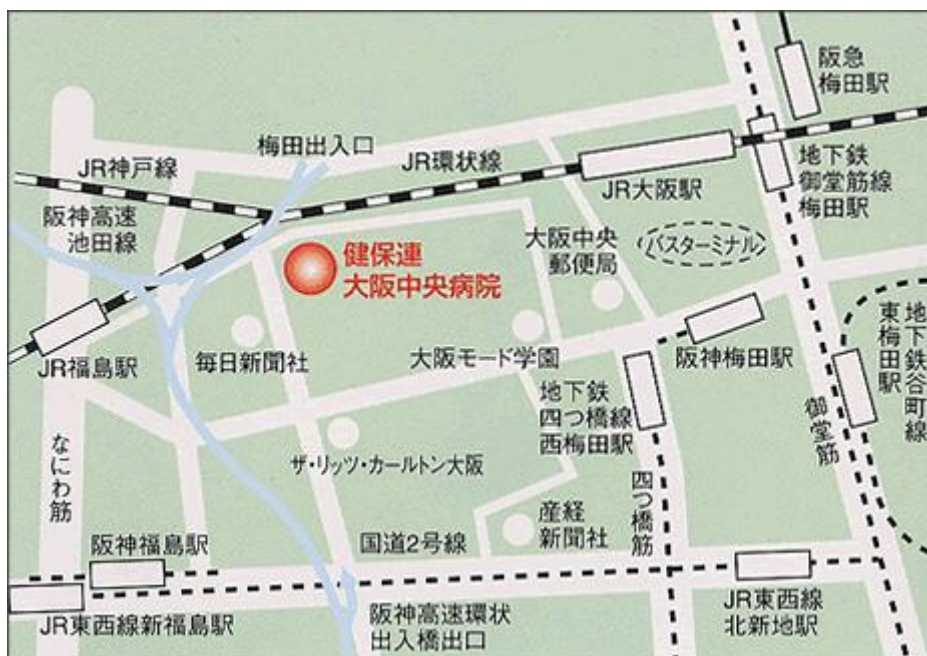 阪急
梅田駅
梅田出入口
JR神戸線
JR環状線
JR大阪駅
地下鉄
御堂筋線
梅田駅
阪神高速
池田線
健保連
大阪中央病院
大阪中央
郵便局
バスターミナル
JR福島駅
毎日新聞社
大阪モード学園
阪神梅田駅
地下鉄谷町線
東梅田駅
地下鉄
四つ橋線
西梅田駅
御堂筋
なにわ筋
ザ・リッツ・カールトン大阪
四つ橋筋
産経
新聞社
阪神福島駅
国道2号線
JR東西線新福島駅
阪神高速環状
出入橋出口
JR東西線
北新地駅